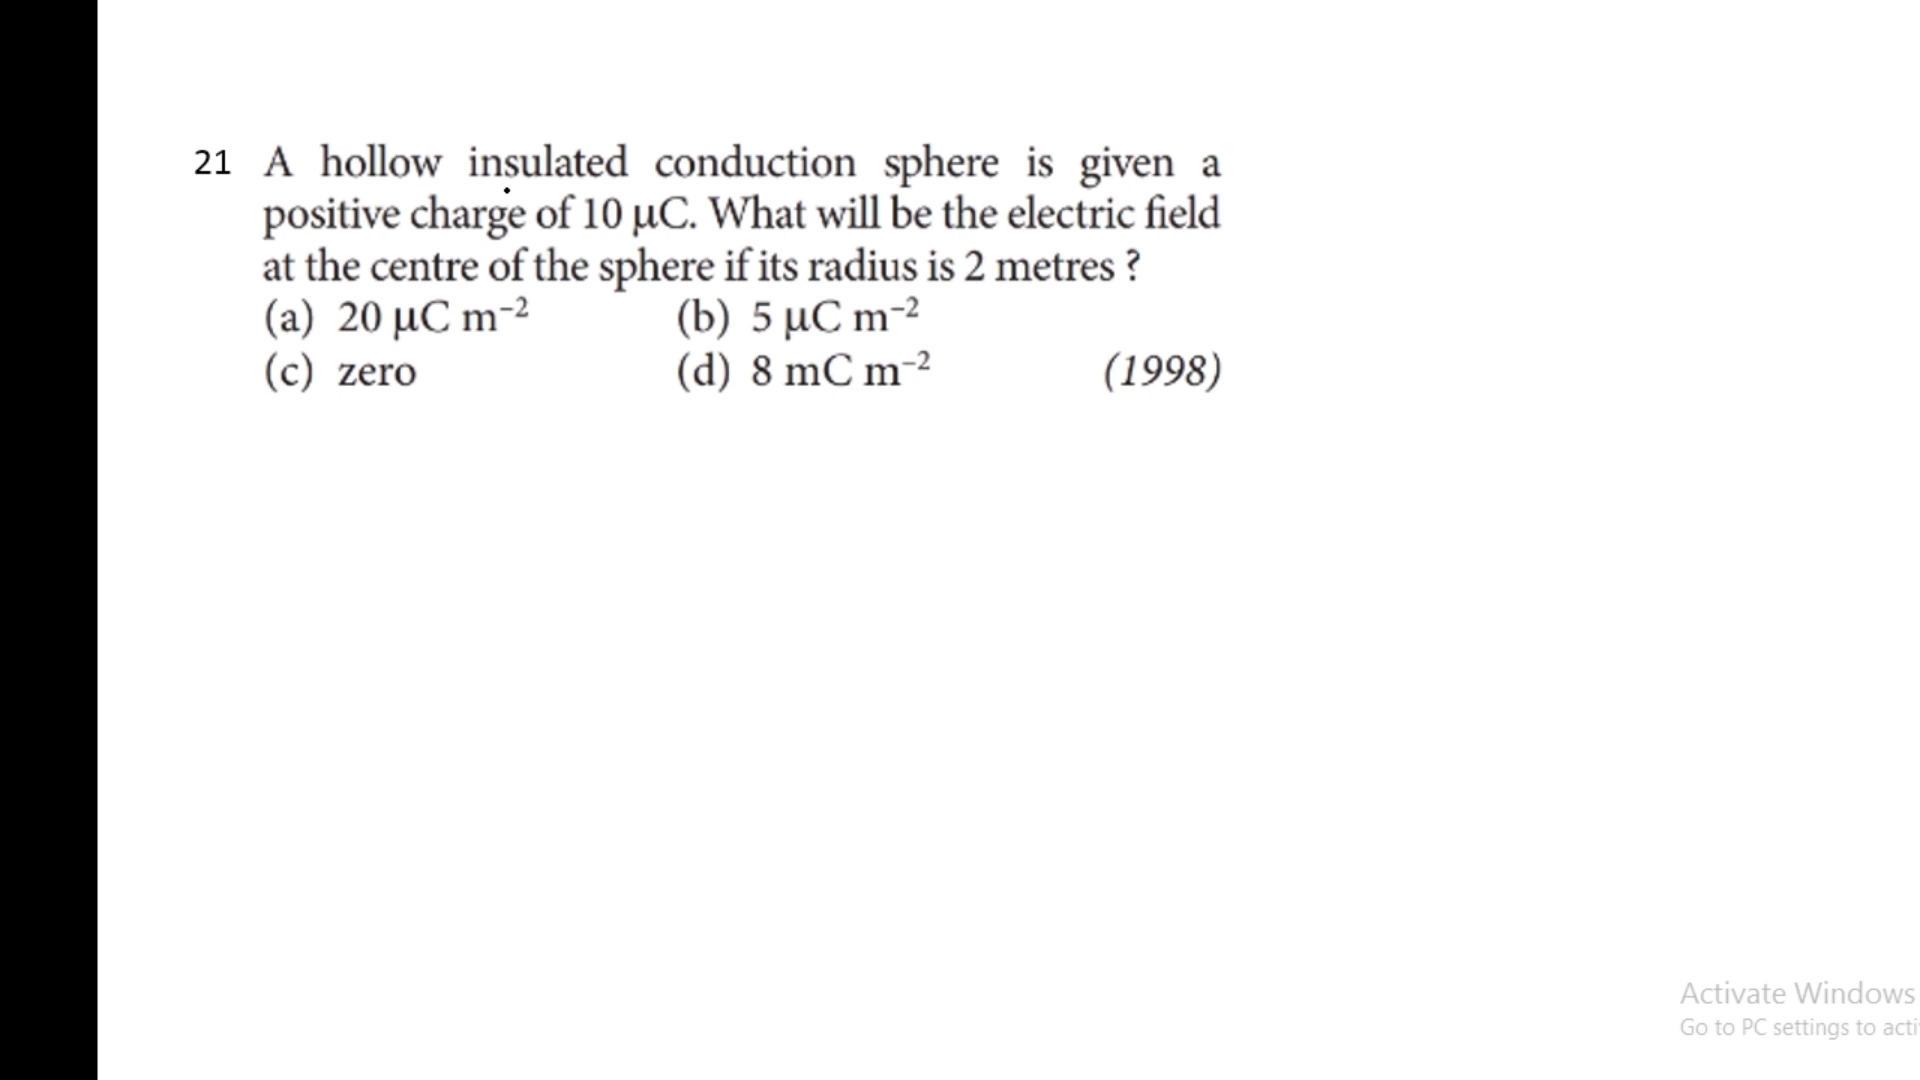 21 A hollow insulated conduction sphere is given a
positive charge of 10 μC. What will be the electric field
at the centre of the sphere if its radius is 2 metres ?
(a) 20 μC m⁻² (b) 5 μC m⁻²
(c) zero (d) 8 mC m⁻² (1998)
Activate Windows
Go to PC settings to acti